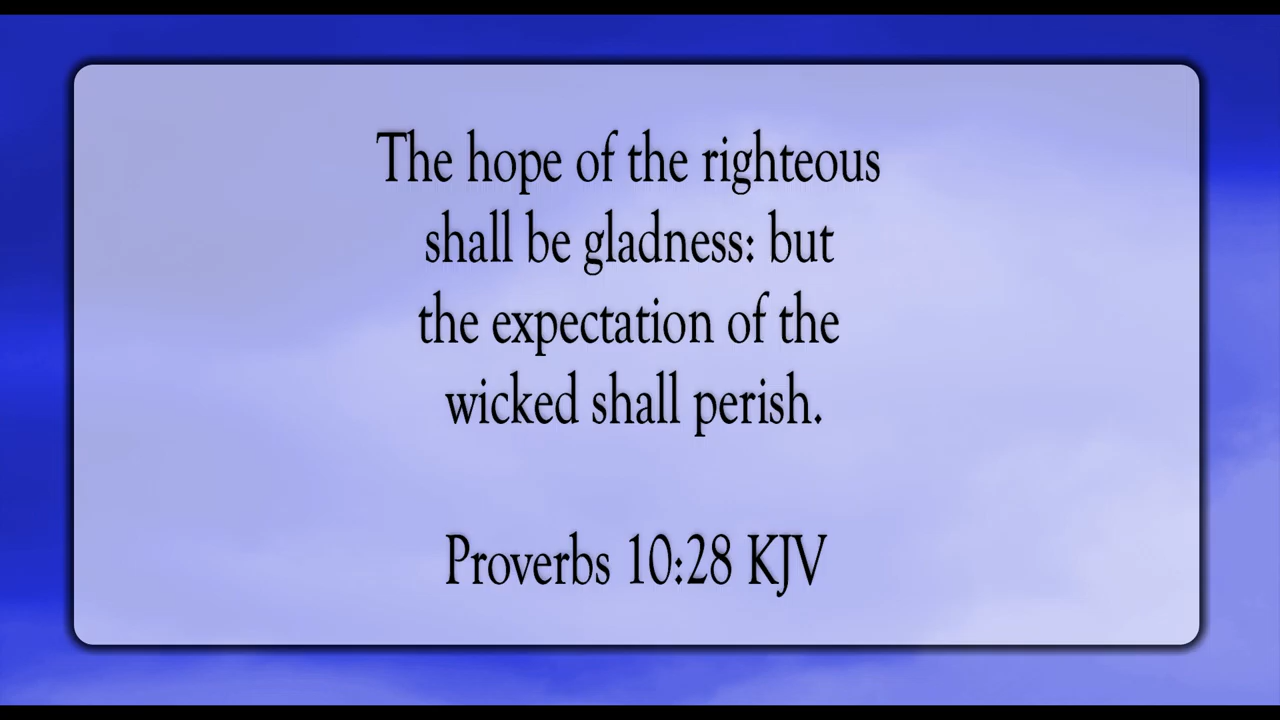 The hope of the righteous
shall be gladness: but
the expectation of the
wicked shall perish.
Proverbs 10:28 KJV